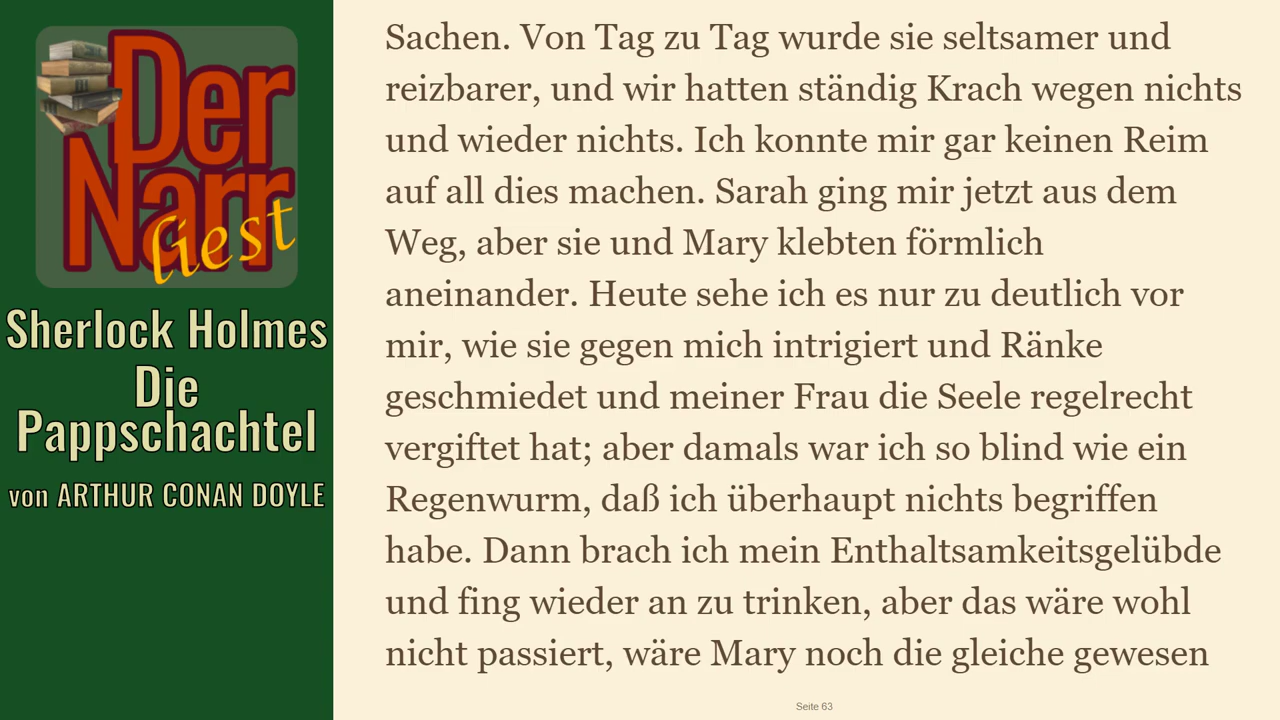 Der
Narr
liest
Sherlock Holmes
Die
Pappschachtel
von ARTHUR CONAN DOYLE
Sachen. Von Tag zu Tag wurde sie seltsamer und
reizbarer, und wir hatten ständig Krach wegen nichts
und wieder nichts. Ich konnte mir gar keinen Reim
auf all dies machen. Sarah ging mir jetzt aus dem
Weg, aber sie und Mary klebten förmlich
aneinander. Heute sehe ich es nur zu deutlich vor
mir, wie sie gegen mich intrigiert und Ränke
geschmiedet und meiner Frau die Seele regelrecht
vergiftet hat; aber damals war ich so blind wie ein
Regenwurm, daß ich überhaupt nichts begriffen
habe. Dann brach ich mein Enthaltsamkeitsgelübde
und fing wieder an zu trinken, aber das wäre wohl
nicht passiert, wäre Mary noch die gleiche gewesen
Seite 63